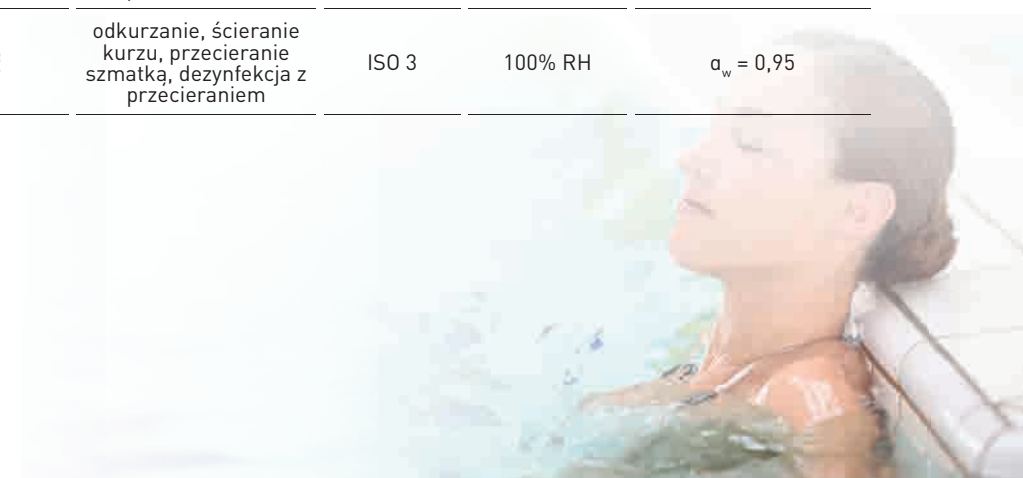 odkurzanie, ścieranie
kurzu, przecieranie
szmatką, dezynfekcja z
przecieraniem
ISO 3
100% RH
aw = 0,95